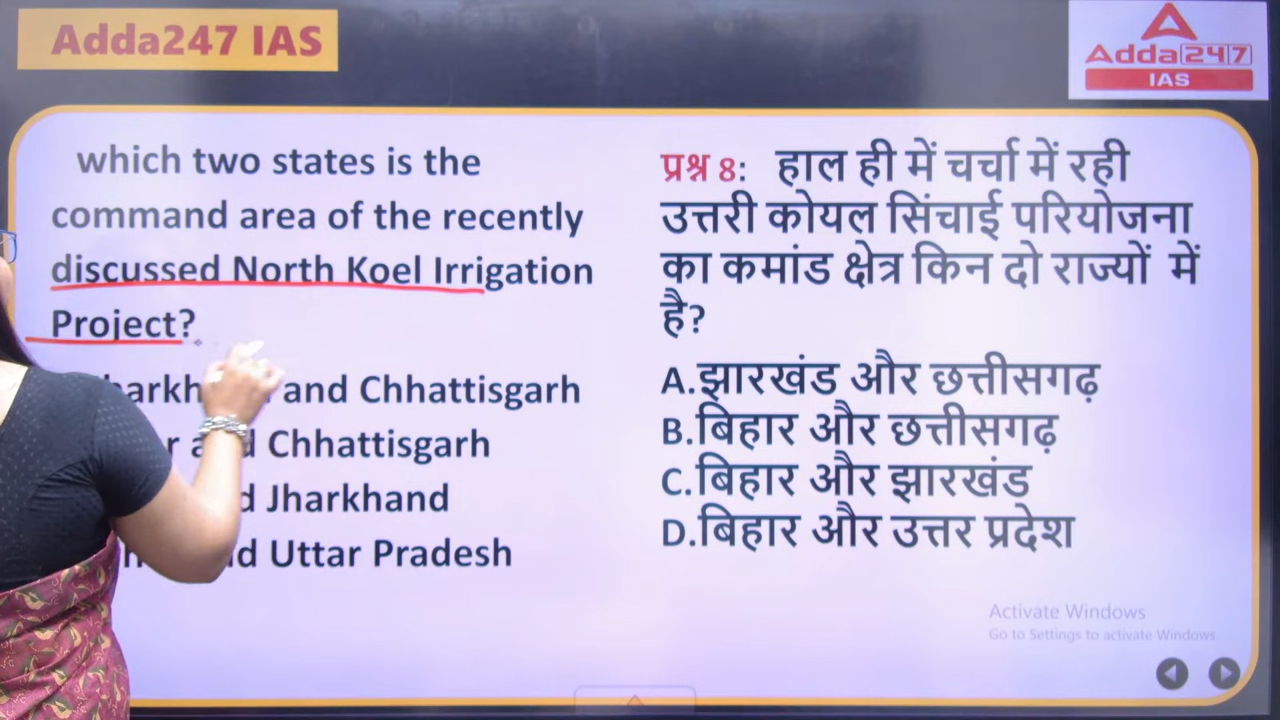 Adda247 IAS
Adda247
IAS
which two states is the
command area of the recently
discussed North Koel Irrigation
Project?
and Chhattisgarh
Chhattisgarh
Jharkhand
Uttar Pradesh
प्रश्न 8: हाल ही में चर्चा में रही
उत्तरी कोयल सिंचाई परियोजना
का कमांड क्षेत्र किन दो राज्यों में
है?
A.झारखंड और छत्तीसगढ़
B.बिहार और छत्तीसगढ़
C.बिहार और झारखंड
D.बिहार और उत्तर प्रदेश
Activate Windows
Go to Settings to activate Windows.